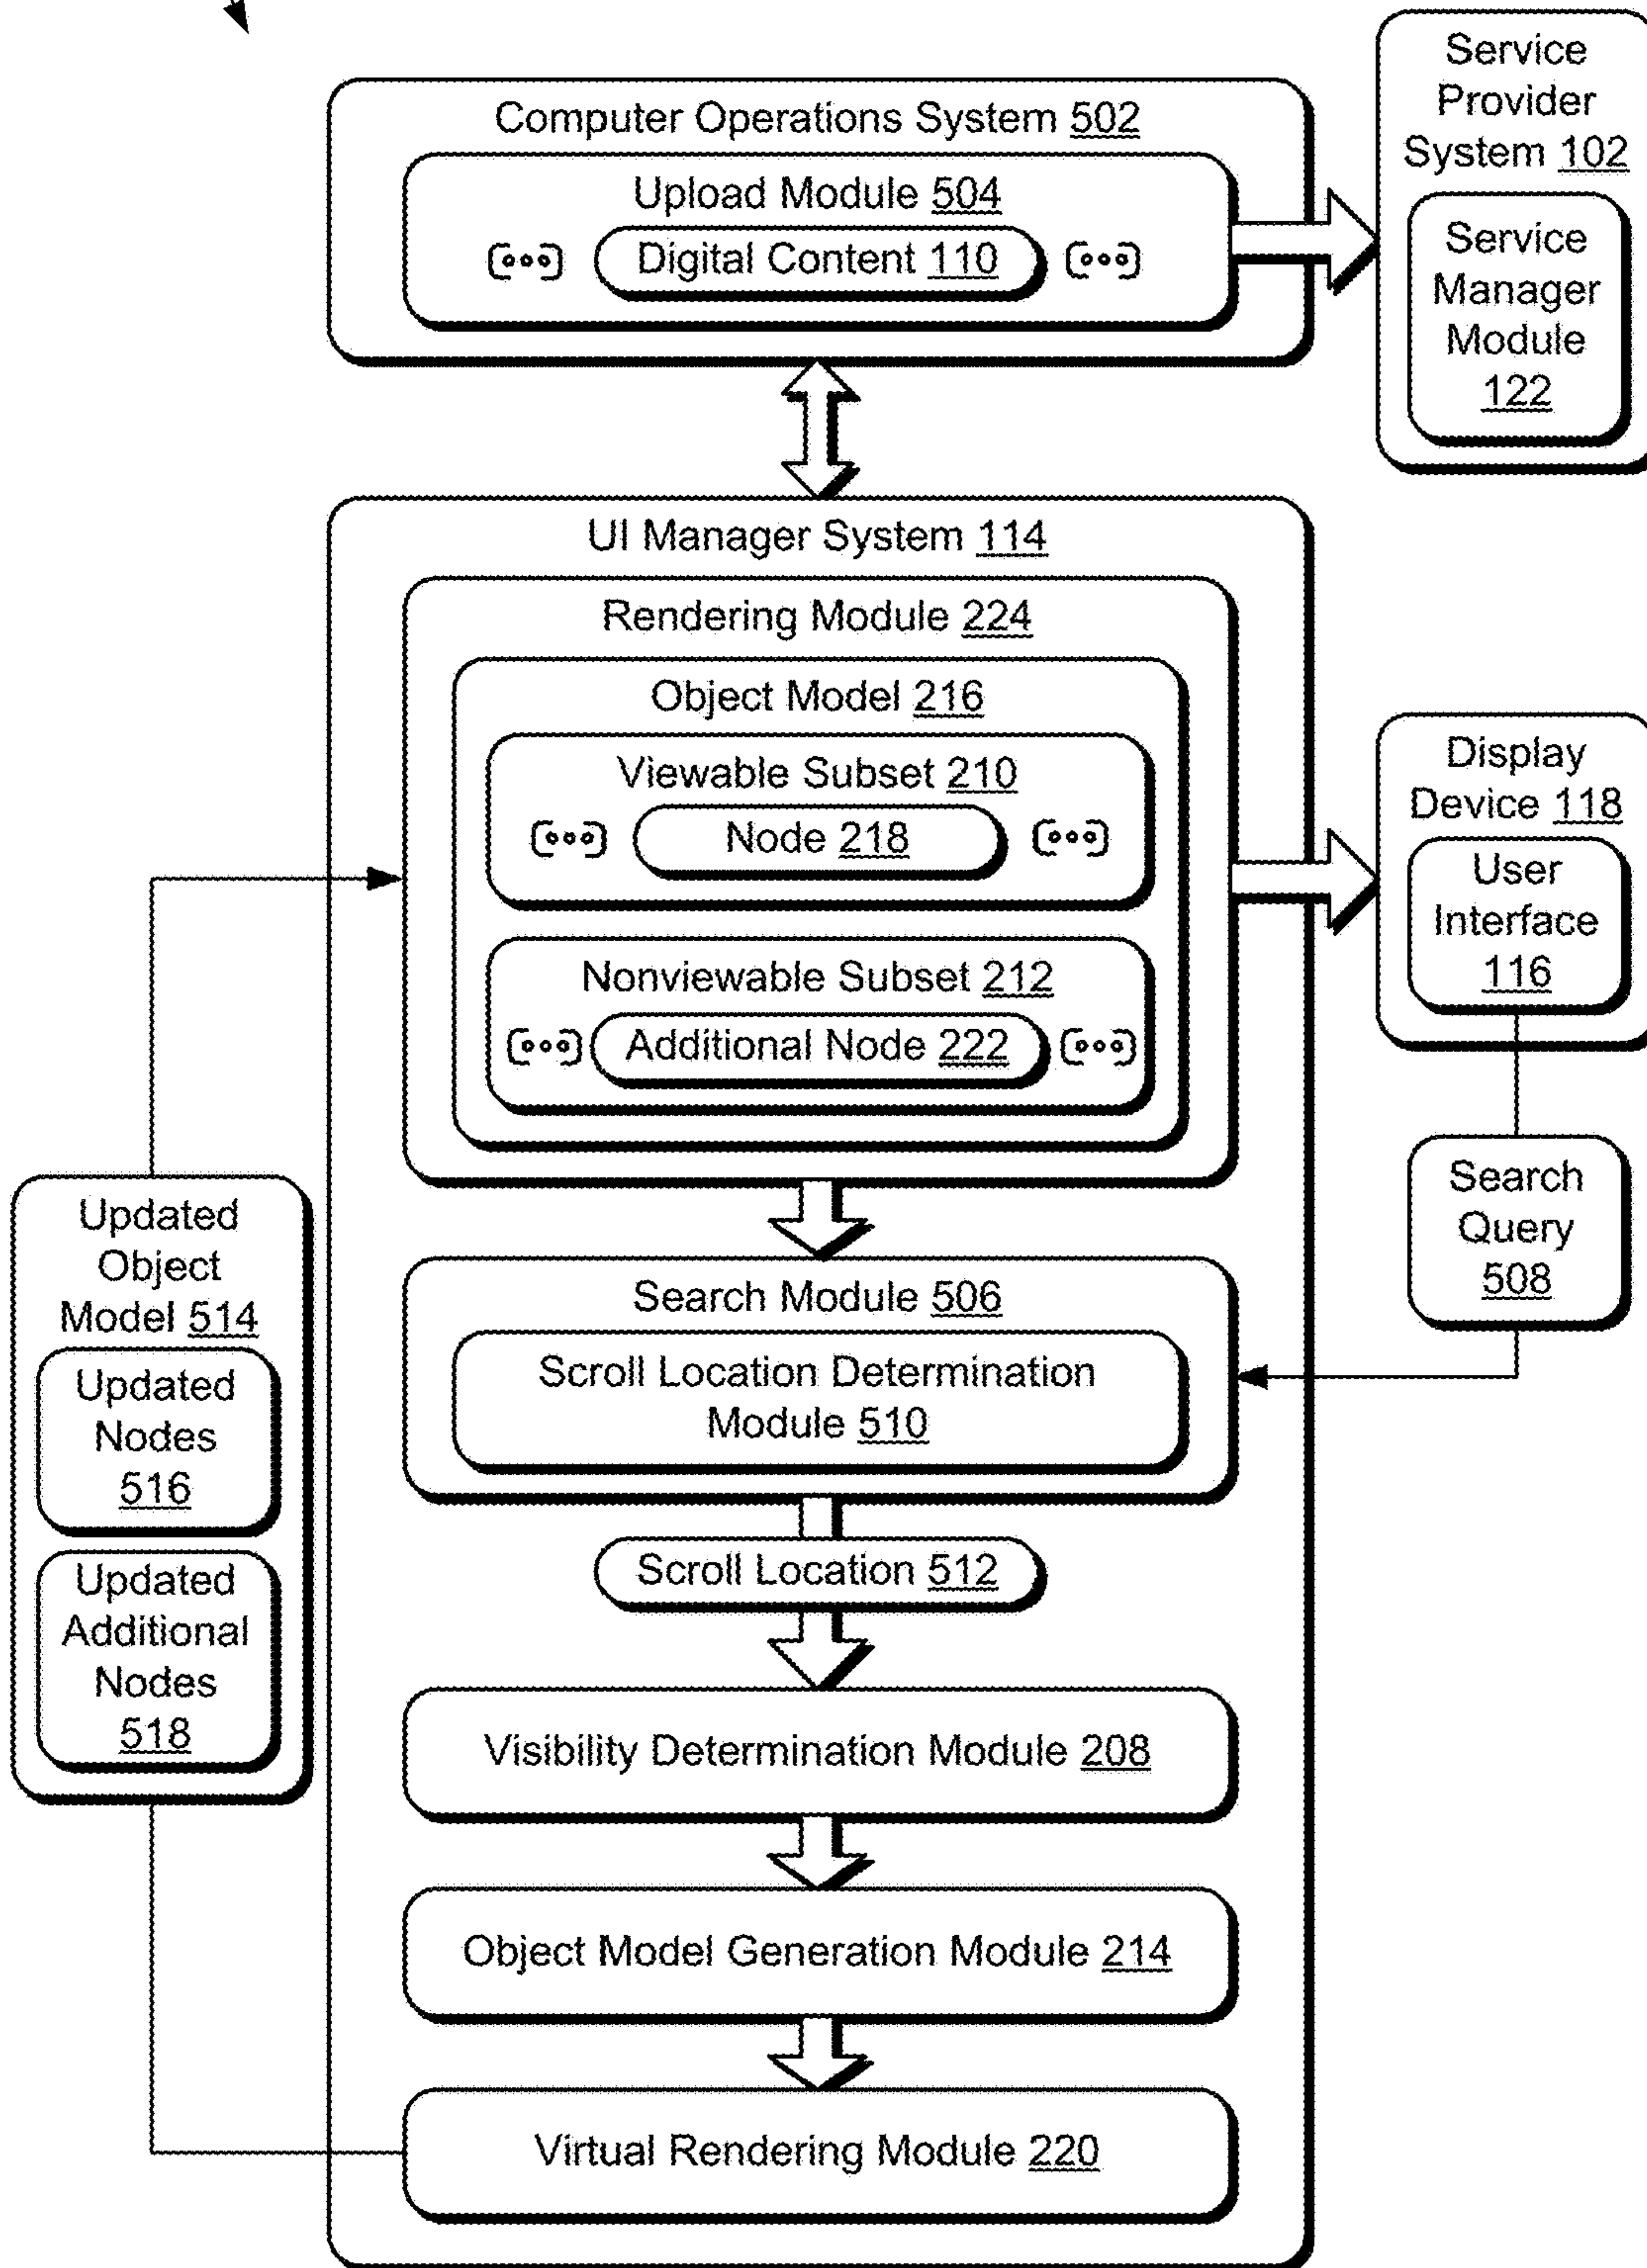 Computer Operations System 502
Upload Module 504
Digital Content 110
Service
Provider
System 102
Service
Manager
Module
122
UI Manager System 114
Rendering Module 224
Object Model 216
Viewable Subset 210
Node 218
Nonviewable Subset 212
Additional Node 222
Display
Device 118
User
Interface
116
Search
Query
508
Search Module 506
Scroll Location Determination
Module 510
Scroll Location 512
Updated
Object
Model 514
Updated
Nodes
516
Updated
Additional
Nodes
518
Visibility Determination Module 208
Object Model Generation Module 214
Virtual Rendering Module 220